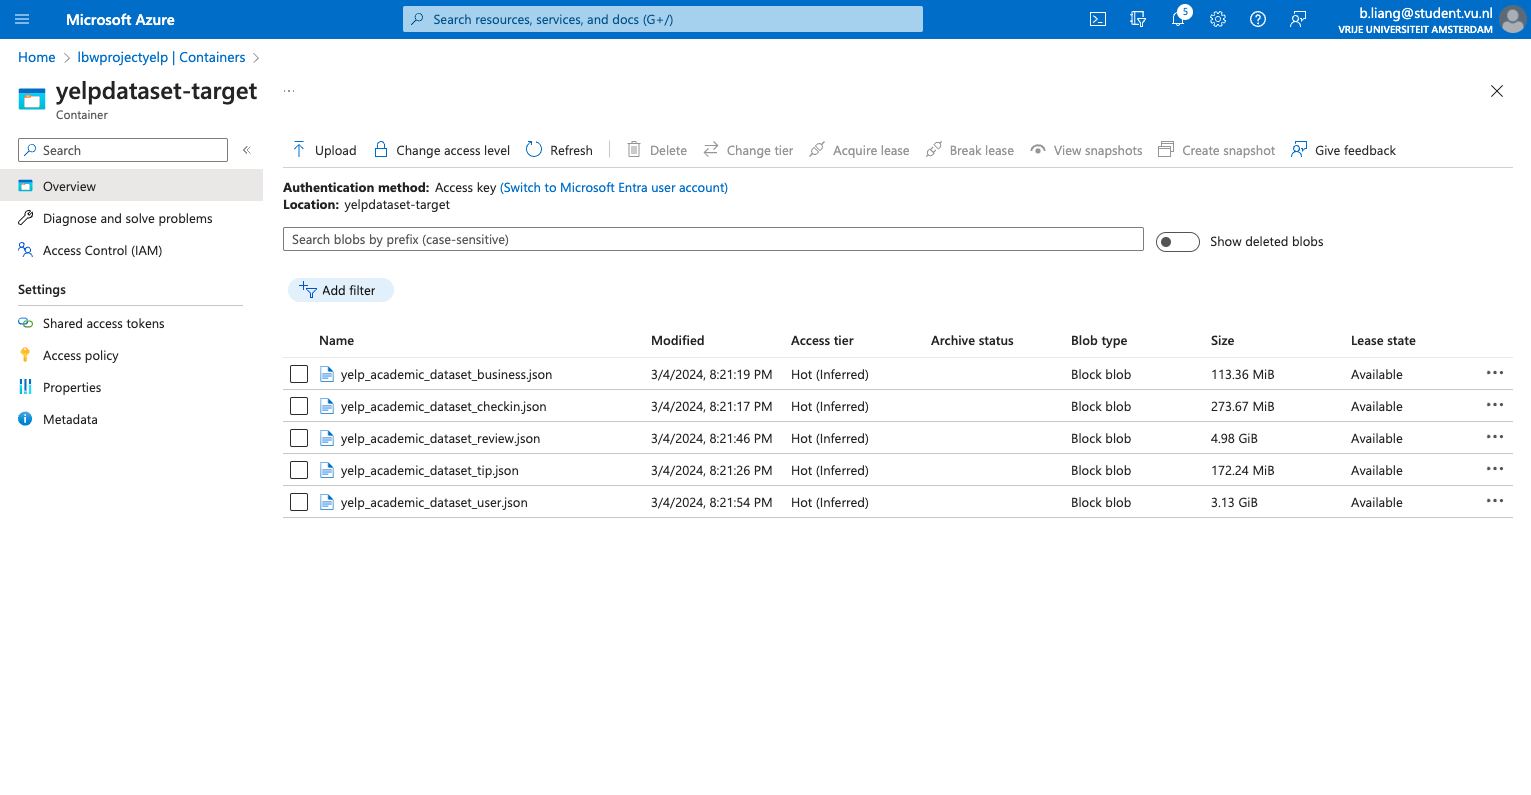 Microsoft Azure
Search resources, services, and docs (G+/)
5
b.liang@student.vu.nl
VRIJE UNIVERSITEIT AMSTERDAM
Home > lbwprojectyelp | Containers >
yelpdataset-target ...
Container
Search «
Overview
Diagnose and solve problems
Access Control (IAM)
Settings
Shared access tokens
Access policy
Properties
Metadata
Upload Change access level Refresh Delete Change tier Acquire lease Break lease View snapshots Create snapshot Give feedback
Authentication method: Access key (Switch to Microsoft Entra user account)
Location: yelpdataset-target
Search blobs by prefix (case-sensitive) Show deleted blobs
Add filter
Name Modified Access tier Archive status Blob type Size Lease state
yelp_academic_dataset_business.json 3/4/2024, 8:21:19 PM Hot (Inferred) Block blob 113.36 MiB Available ...
yelp_academic_dataset_checkin.json 3/4/2024, 8:21:17 PM Hot (Inferred) Block blob 273.67 MiB Available ...
yelp_academic_dataset_review.json 3/4/2024, 8:21:46 PM Hot (Inferred) Block blob 4.98 GiB Available ...
yelp_academic_dataset_tip.json 3/4/2024, 8:21:26 PM Hot (Inferred) Block blob 172.24 MiB Available ...
yelp_academic_dataset_user.json 3/4/2024, 8:21:54 PM Hot (Inferred) Block blob 3.13 GiB Available ...